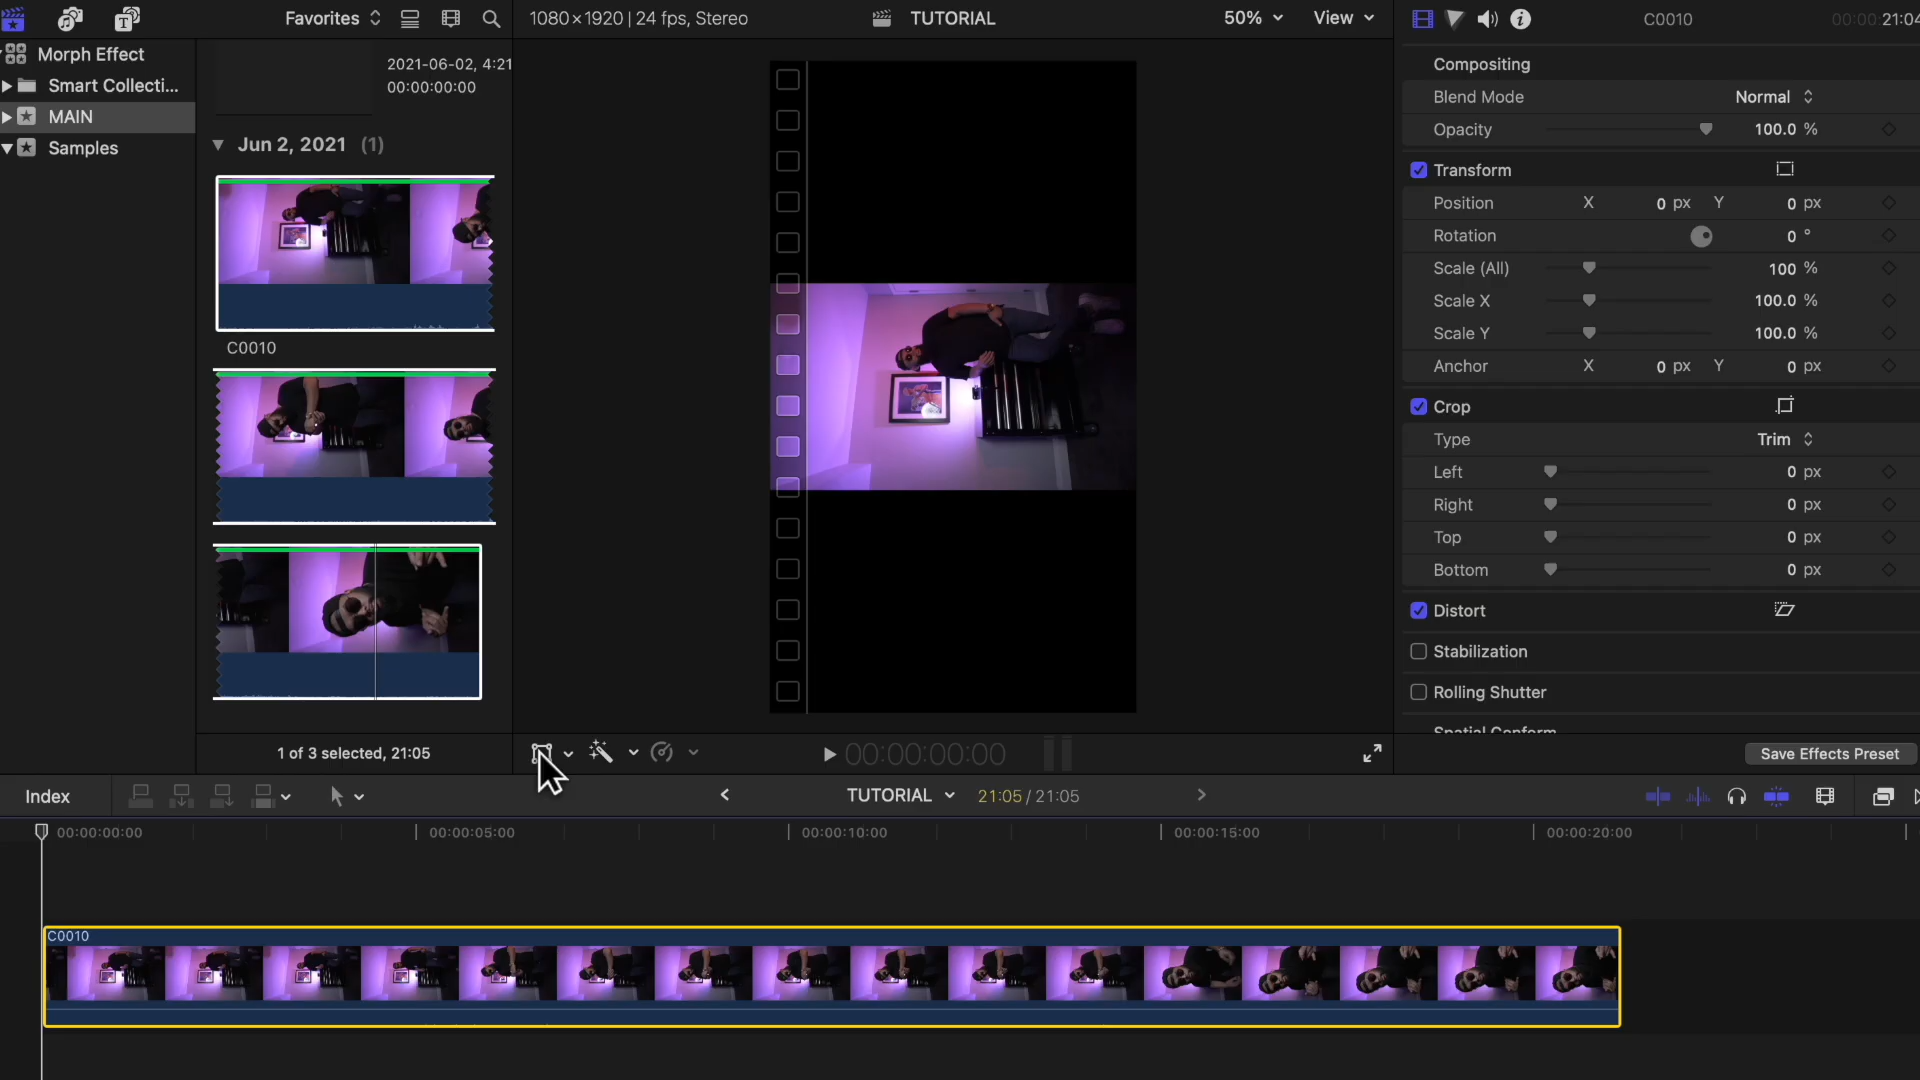 Favorites
1080×1920 | 24 fps, Stereo
TUTORIAL
50%
View
C0010
00:00:21:04
Morph Effect
Smart Collecti...
MAIN
Samples
2021-06-02, 4:21
00:00:00:00
Jun 2, 2021 (1)
C0010
1 of 3 selected, 21:05
00:00:00:00
Compositing
Blend Mode Normal
Opacity 100.0 %
Transform
Position X 0 px Y 0 px
Rotation 0 °
Scale (All) 100 %
Scale X 100.0 %
Scale Y 100.0 %
Anchor X 0 px Y 0 px
Crop
Type Trim
Left 0 px
Right 0 px
Top 0 px
Bottom 0 px
Distort
Stabilization
Rolling Shutter
Spatial Conform
Save Effects Preset
Index
TUTORIAL
21:05 / 21:05
00:00:00:00
00:00:05:00
00:00:10:00
00:00:15:00
00:00:20:00
C0010